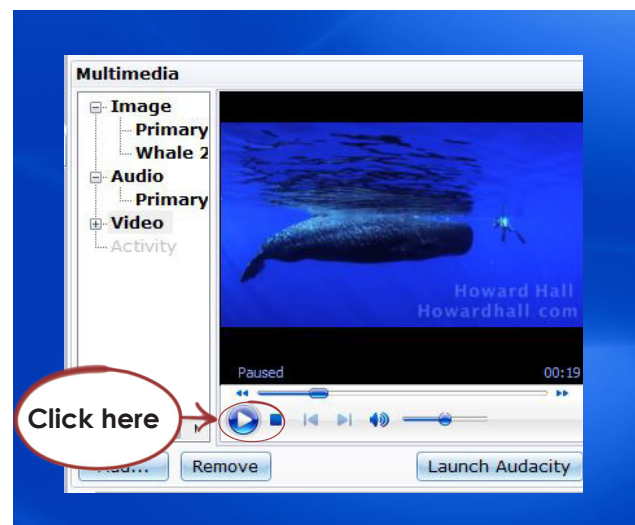 Multimedia
Image
Primary
Whale 2
Audio
Primary
Video
Activity
Howard Hall
Howardhall.com
Paused 00:19
Click here
Remove Launch Audacity